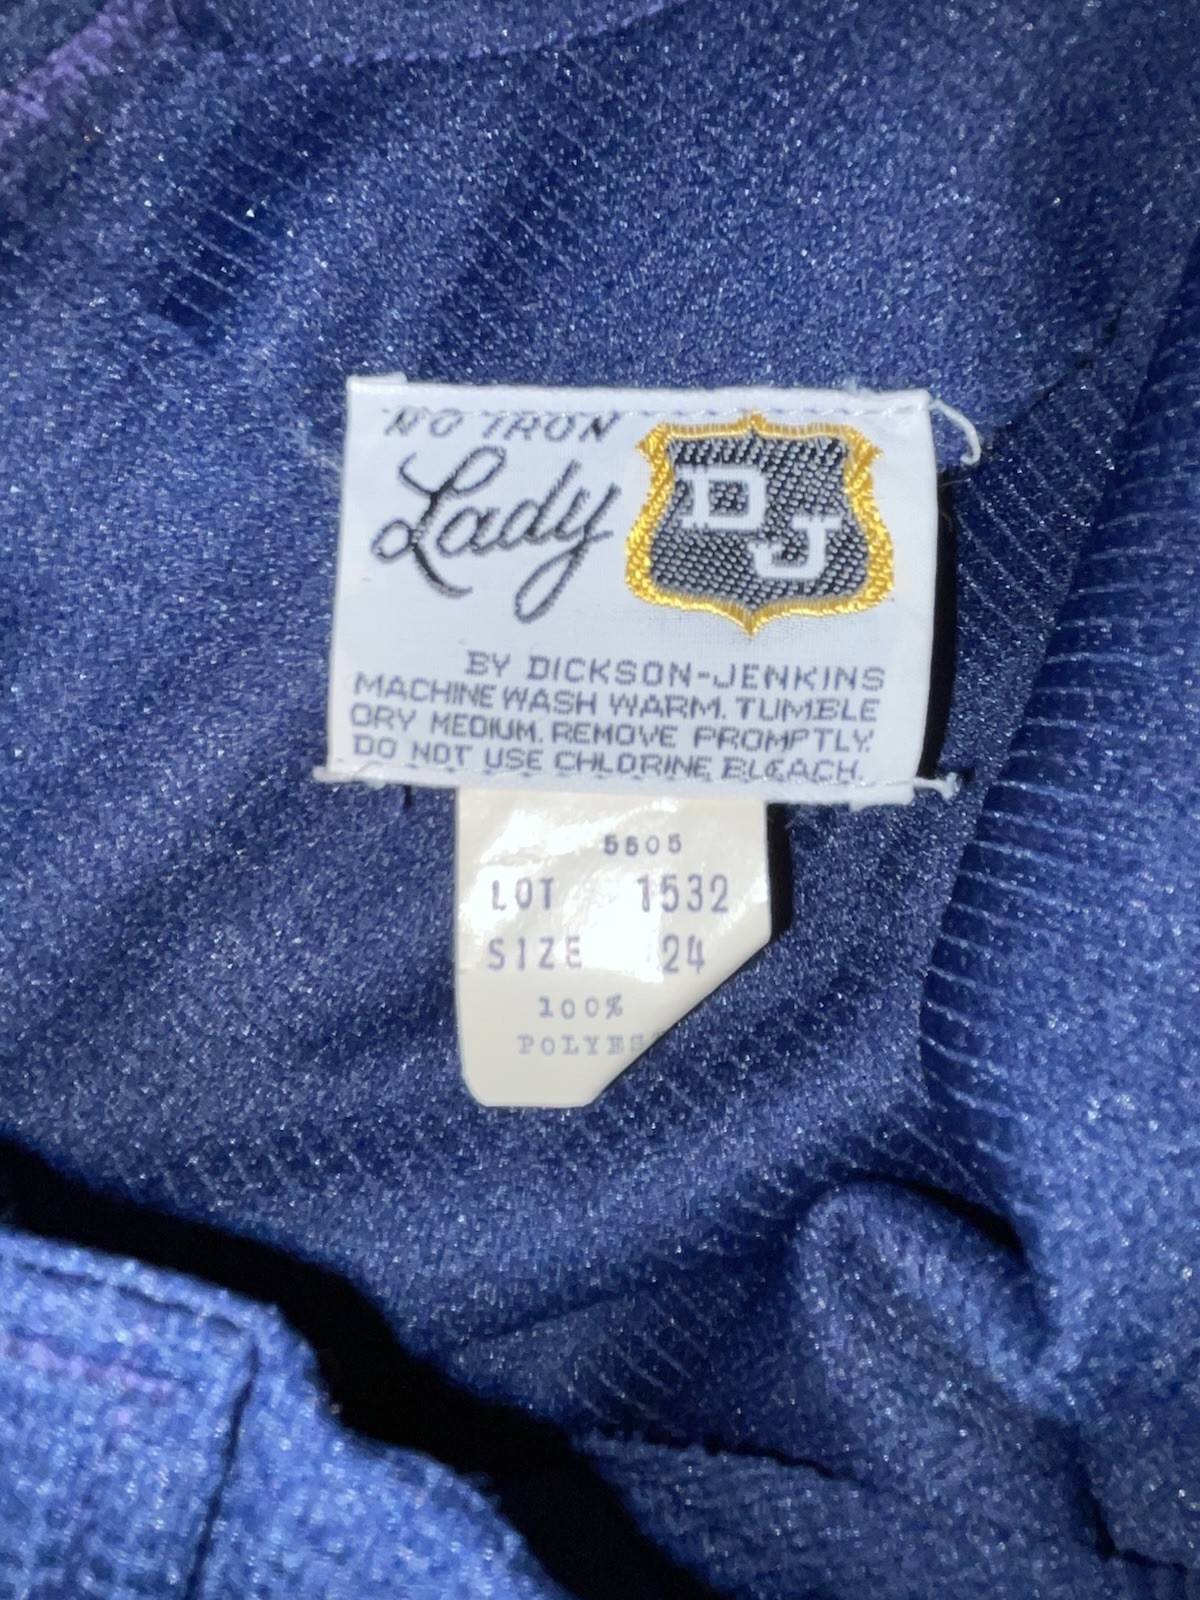 NO IRON
Lady DJ
BY DICKSON-JENKINS
MACHINE WASH WARM. TUMBLE
DRY MEDIUM. REMOVE PROMPTLY.
DO NOT USE CHLORINE BLEACH.
5505
LOT 1532
SIZE 24
100%
POLYES